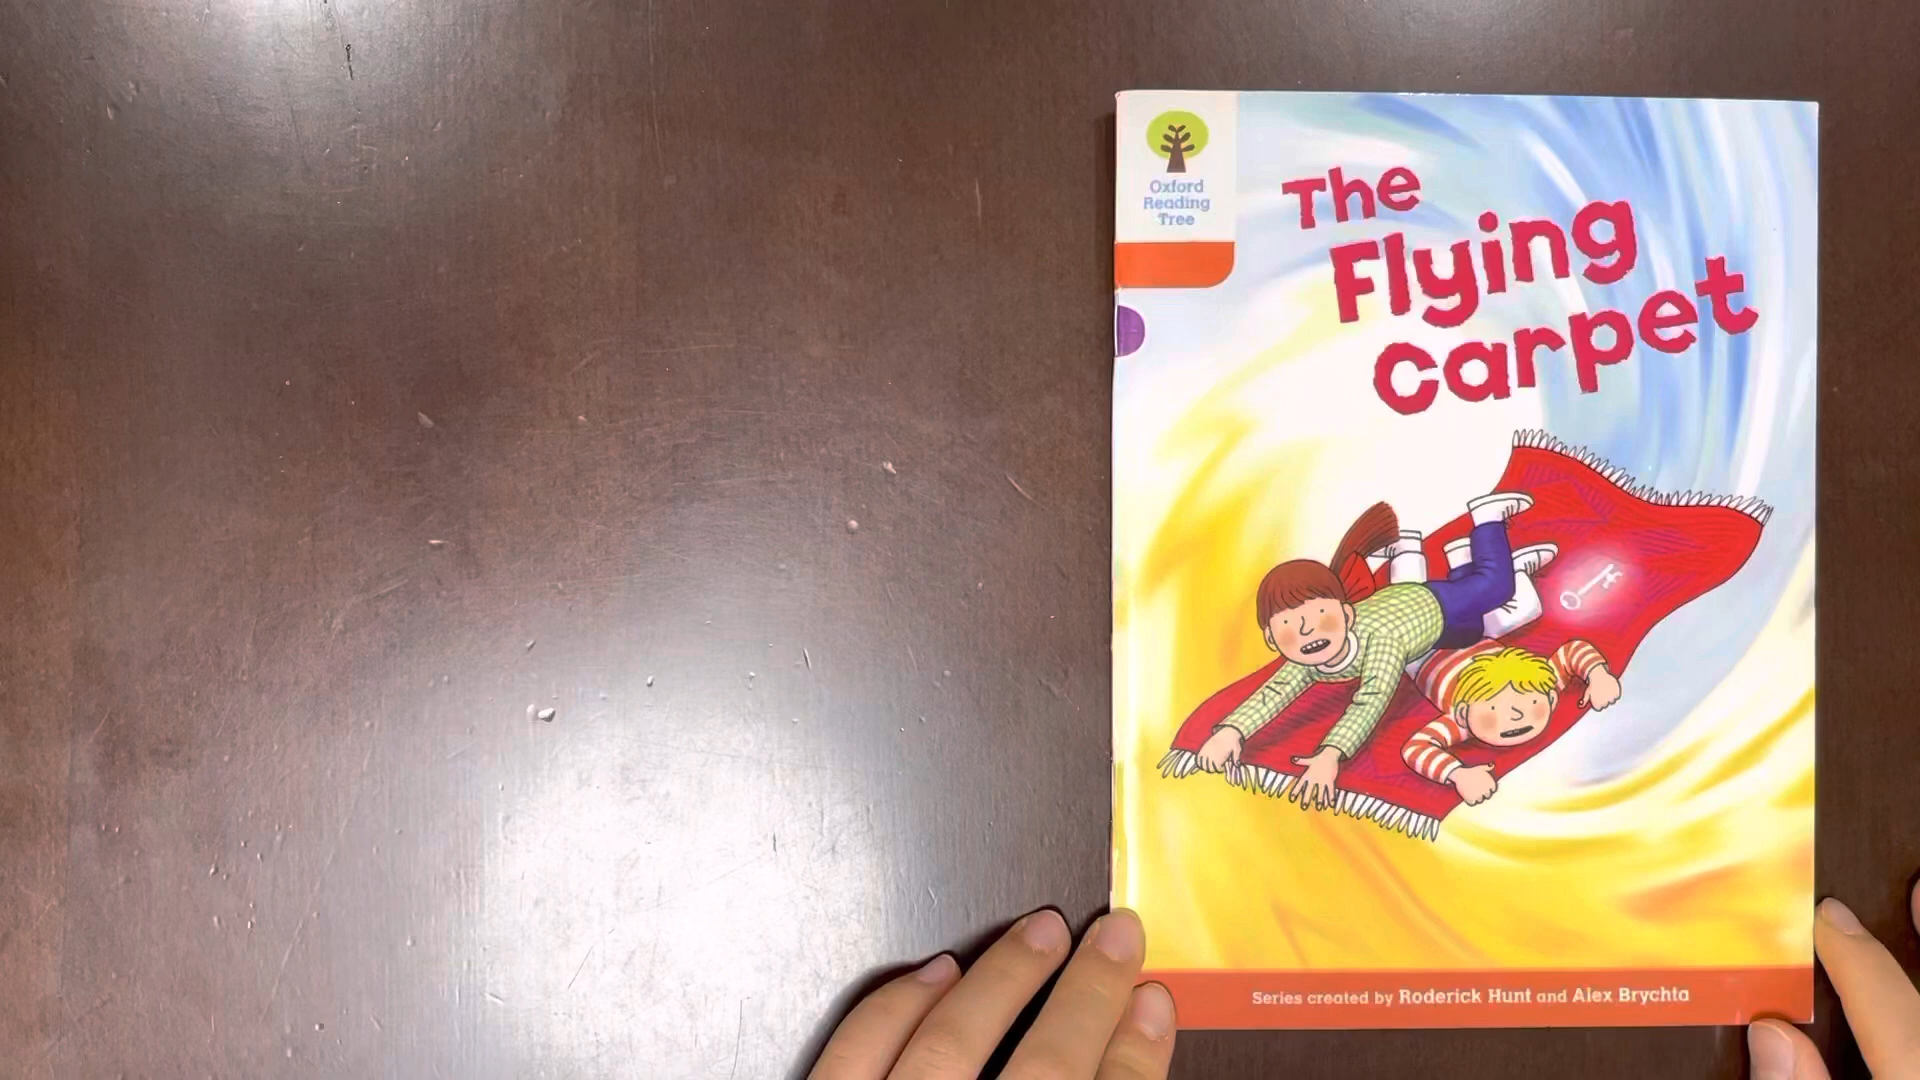 Oxford
Reading
Tree
The
Flying
carpet
Series created by Roderick Hunt and Alex Brychta